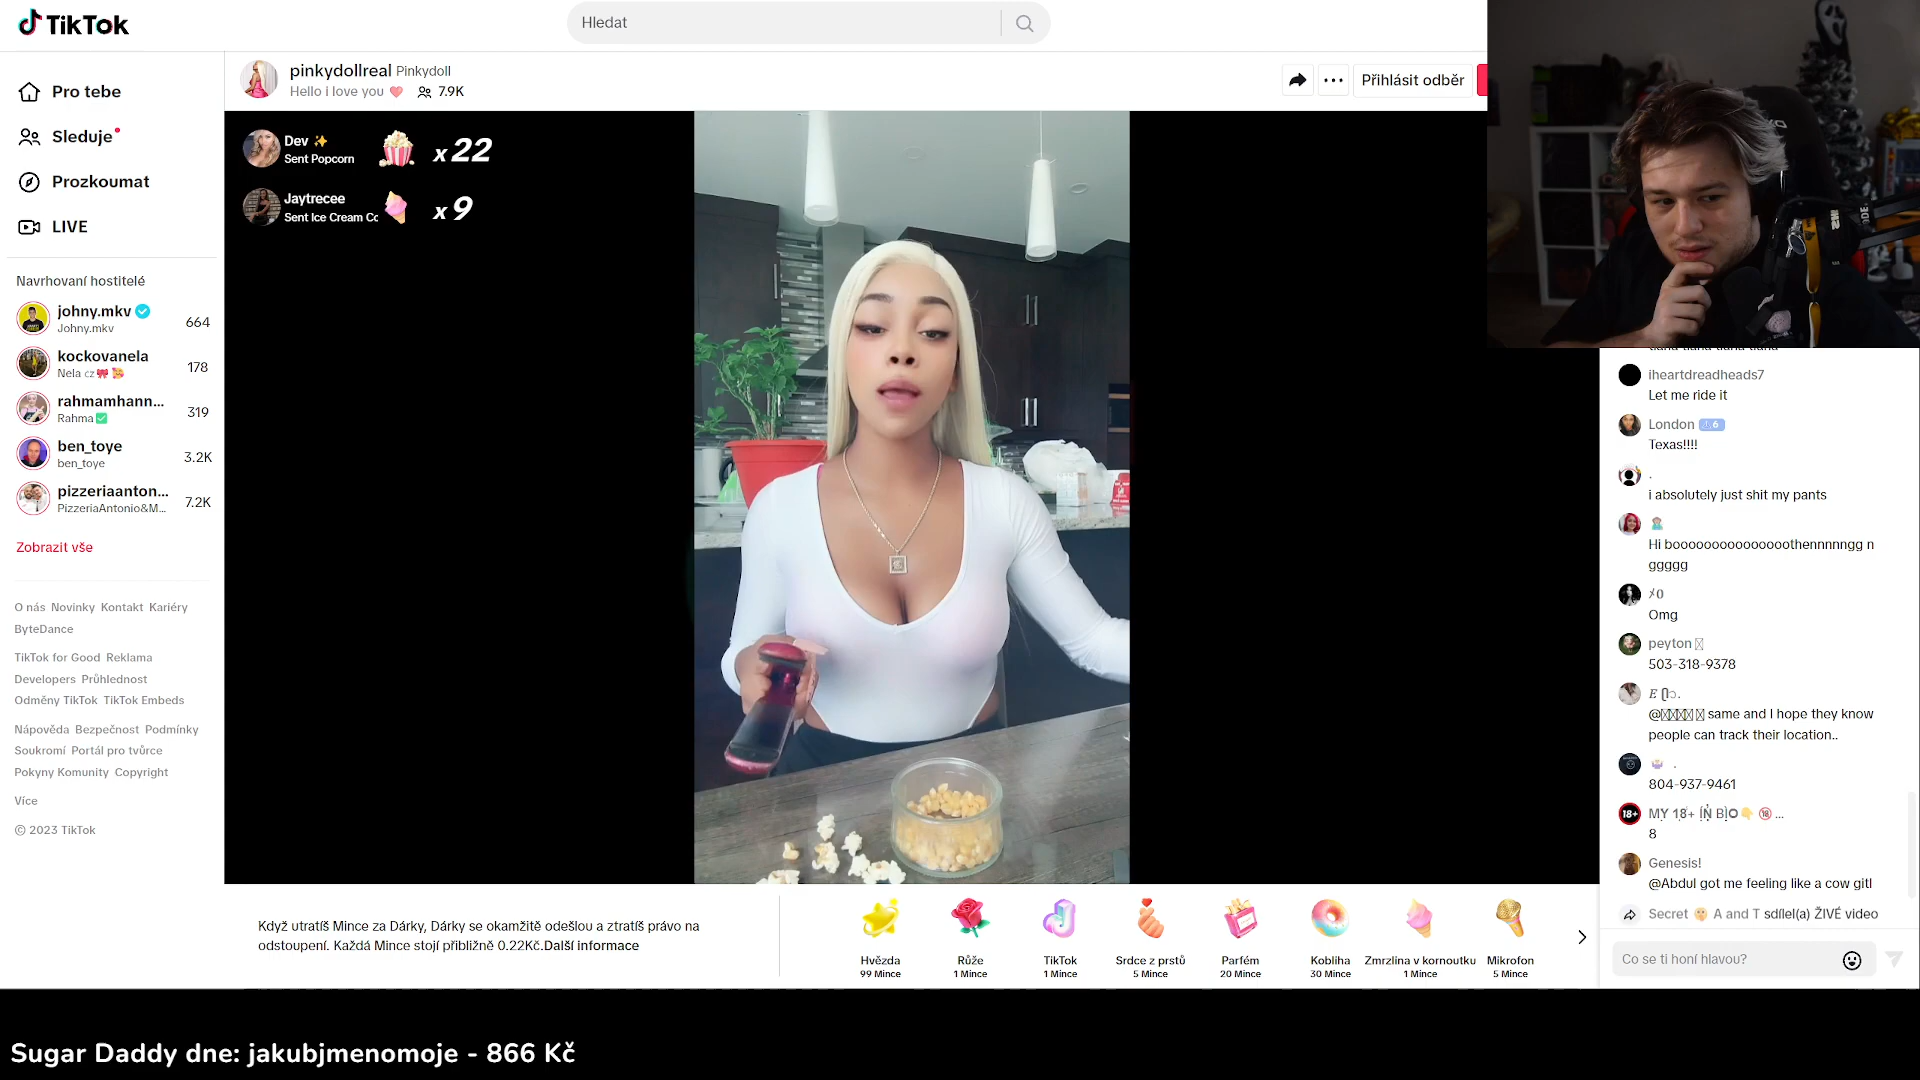 TikTok
Hledat
Pro tebe
Sleduje
Prozkoumat
LIVE
Navrhovaní hostitelé
johny.mkv
Johny.mkv
664
kockovanela
Nela cz🎀🥰
178
rahmamhann...
Rahma✅
319
ben_toye
ben_toye
3.2K
pizzeriaanton...
PizzeriaAntonio&M...
7.2K
Zobrazit vše
O nás Novinky Kontakt Kariéry
ByteDance
TikTok for Good Reklama
Developers Průhlednost
Odměny TikTok TikTok Embeds
Nápověda Bezpečnost Podmínky
Soukromí Portál pro tvůrce
Pokyny Komunity Copyright
Více
© 2023 TikTok
pinkydollreal Pinkydoll
Hello i love you ❤️ 7.9K
Přihlásit odběr
Dev ✨
Sent Popcorn
x 22
Jaytrecee
Sent Ice Cream Co
x 9
iheartdreadheads7
Let me ride it
London 6
Texas!!!!
.
i absolutely just shit my pants
Hi boooooooooooooothennnngg n
ggggg
Omg
peyton
503-318-9378
@ same and I hope they know
people can track their location..
.
804-937-9461
MY 18+ IN BIO👇 🔞 ...
8
Genesis!
@Abdul got me feeling like a cow gitl
Secret A and T sdílel(a) ŽIVÉ video
Co se ti honí hlavou?
Když utratíš Mince za Dárky, Dárky se okamžitě odešlou a ztratíš právo na
odstoupení. Každá Mince stojí přibližně 0.22Kč.Další informace
Hvězda
99 Mince
Růže
1 Mince
TikTok
1 Mince
Srdce z prstů
5 Mince
Parfém
20 Mince
Kobliha
30 Mince
Zmrzlina v kornoutku
1 Mince
Mikrofon
5 Mince
Sugar Daddy dne: jakubjmenomoje - 866 Kč